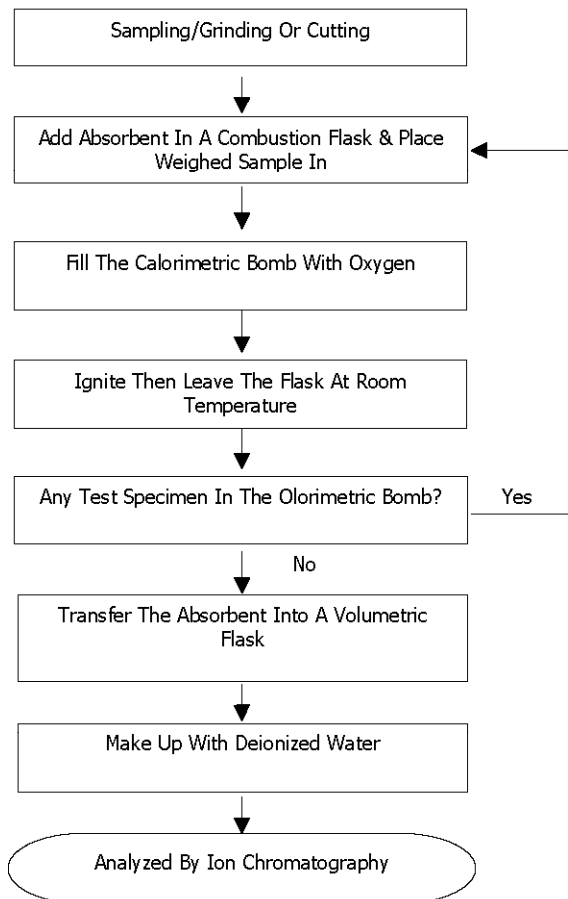 Sampling/Grinding Or Cutting
Add Absorbent In A Combustion Flask & Place
Weighed Sample In
Fill The Calorimetric Bomb With Oxygen
Ignite Then Leave The Flask At Room
Temperature
Any Test Specimen In The Olorimetric Bomb?
Yes
No
Transfer The Absorbent Into A Volumetric
Flask
Make Up With Deionized Water
Analyzed By Ion Chromatography